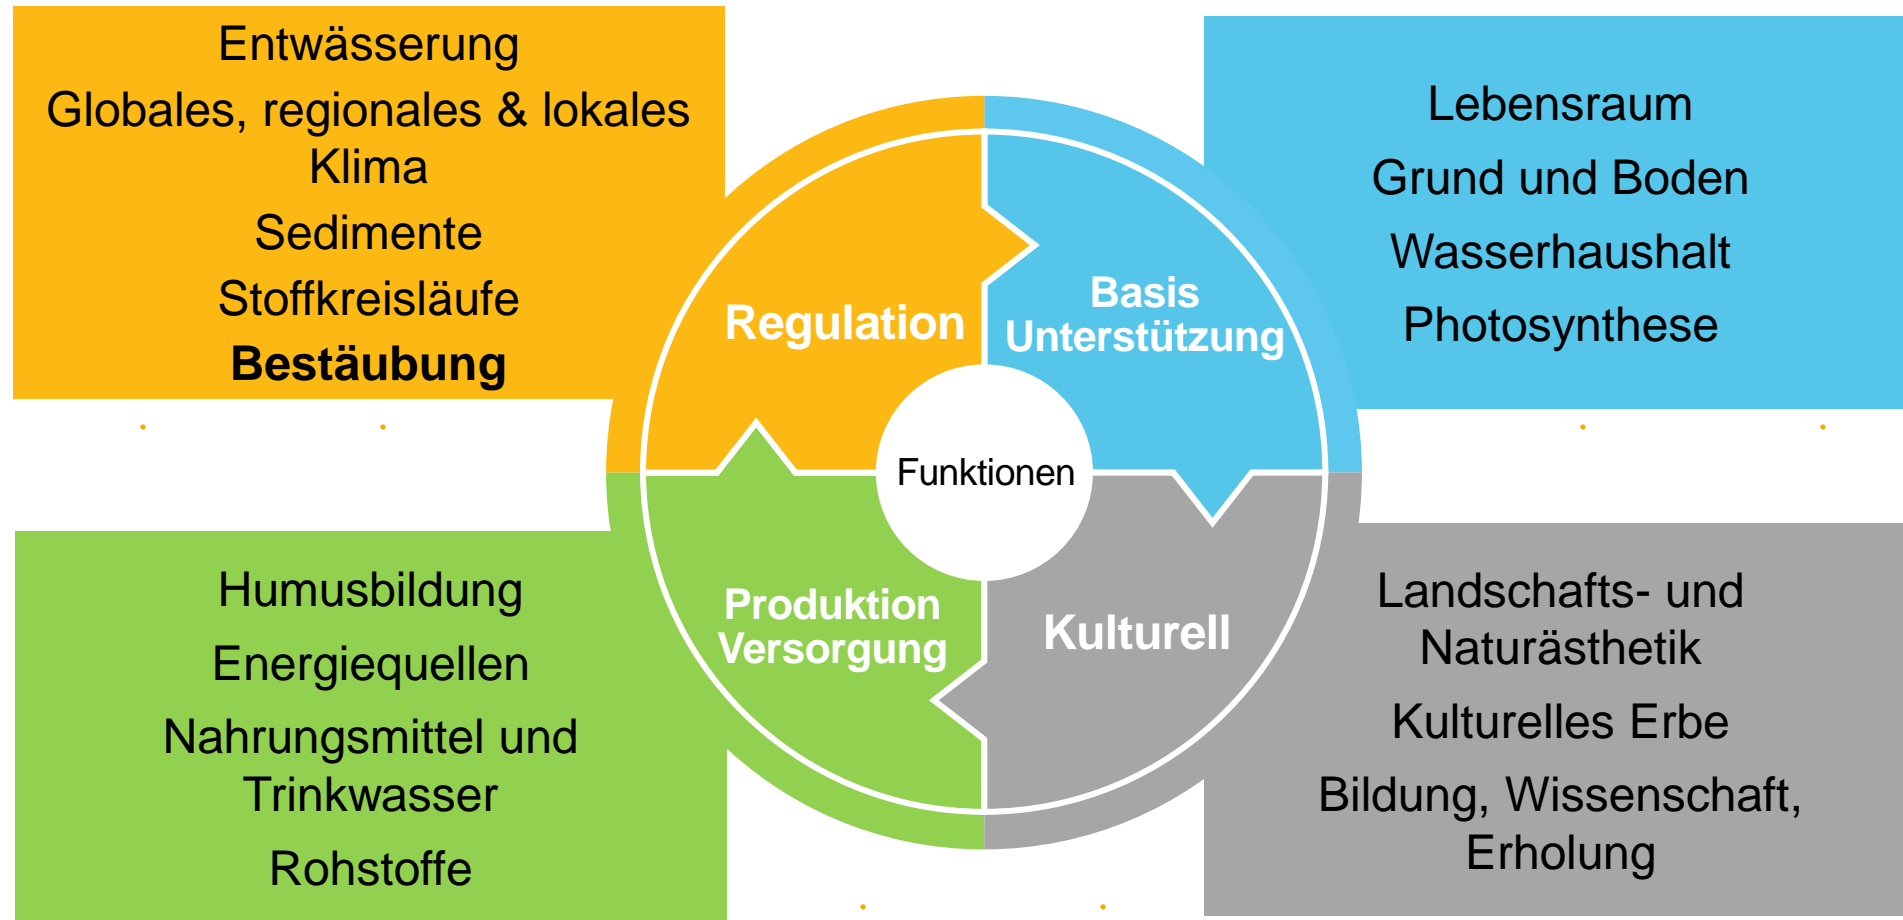 Entwässerung
Globales, regionales & lokales
Klima
Sedimente
Stoffkreisläufe
Bestäubung
Lebensraum
Grund und Boden
Wasserhaushalt
Photosynthese
Regulation
Basis
Unterstützung
Funktionen
Produktion
Versorgung
Kulturell
Humusbildung
Energiequellen
Nahrungsmittel und
Trinkwasser
Rohstoffe
Landschafts- und
Naturästhetik
Kulturelles Erbe
Bildung, Wissenschaft,
Erholung